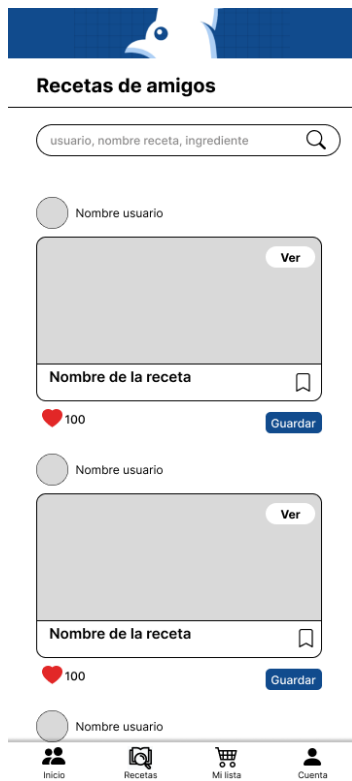 Recetas de amigos
usuario, nombre receta, ingrediente
Nombre usuario
Ver
Nombre de la receta
100
Guardar
Nombre usuario
Ver
Nombre de la receta
100
Guardar
Nombre usuario
Inicio
Recetas
Mi lista
Cuenta